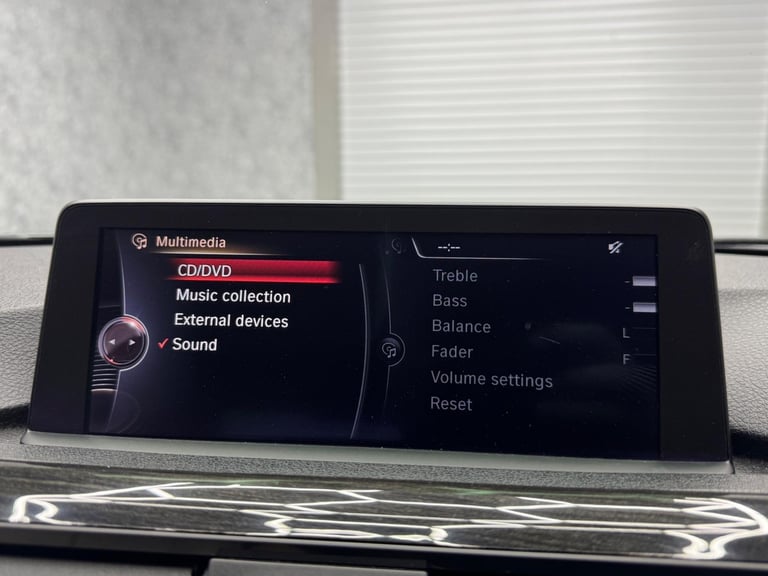 Multimedia
--:--
CD/DVD
Music collection
External devices
✓ Sound
Treble
Bass
Balance L
Fader F
Volume settings
Reset